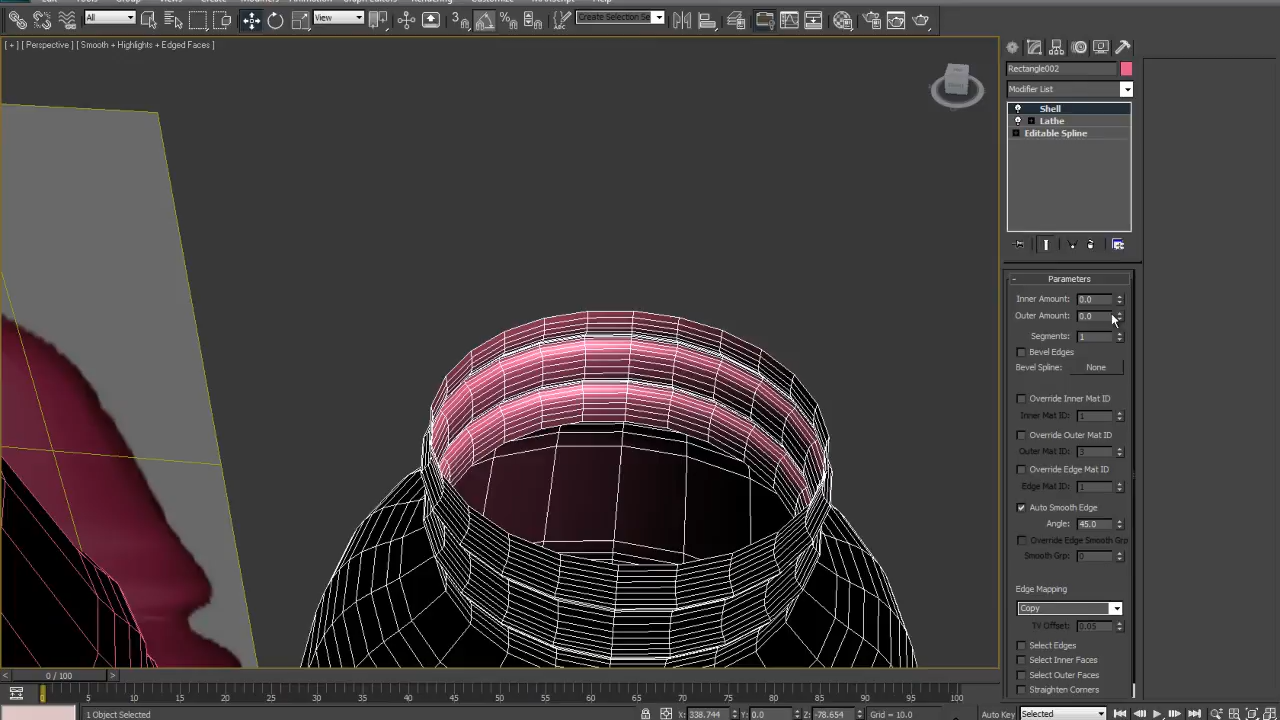 All
View
Create Selection Se
[ + ] [ Perspective ] [ Smooth + Highlights + Edged Faces ]
Rectangle002
Modifier List
Shell
Lathe
Editable Spline
Parameters
Inner Amount: 0.0
Outer Amount: 0.0
Segments: 1
Bevel Edges
Bevel Spline: None
Override Inner Mat ID
Inner Mat ID: 1
Override Outer Mat ID
Outer Mat ID: 3
Override Edge Mat ID
Edge Mat ID: 1
Auto Smooth Edge
Angle: 45.0
Override Edge Smooth Grp
Smooth Grp: 0
Edge Mapping
Copy
TV Offset: 0.05
Select Edges
Select Inner Faces
Select Outer Faces
Straighten Corners
0 / 100
0 5 10 15 20 25 30 35 40 45 50 55 60 65 70 75 80 85 90 95 100
1 Object Selected X: 338.744 Y: 0.0 Z: -78.654 Grid = 10.0 Auto Key Selected